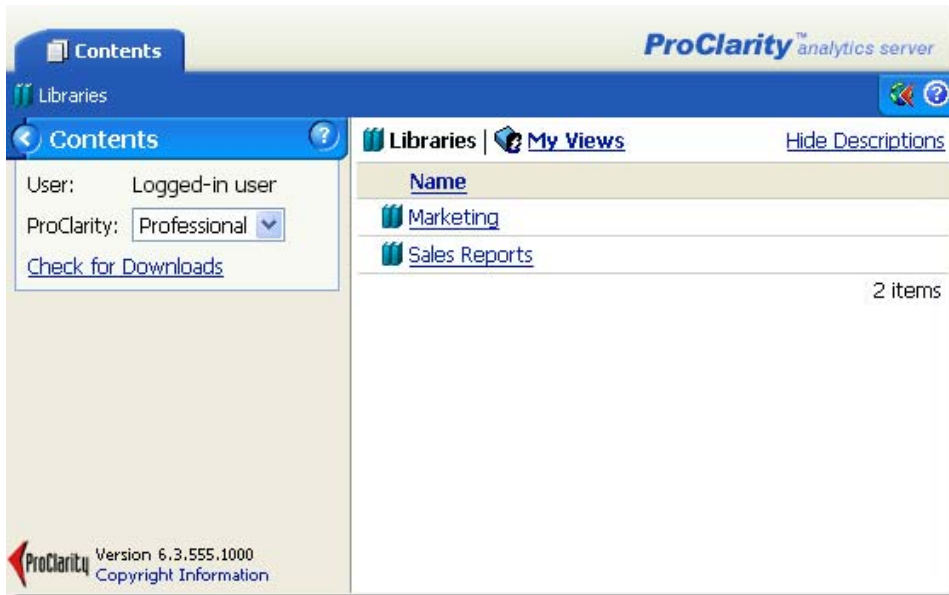 Contents
ProClarity™ analytics server
Libraries
?
Contents
?
User: Logged-in user
ProClarity: Professional
Check for Downloads
Libraries | My Views Hide Descriptions
Name
Marketing
Sales Reports
2 items
ProClarity
Version 6.3.555.1000
Copyright Information